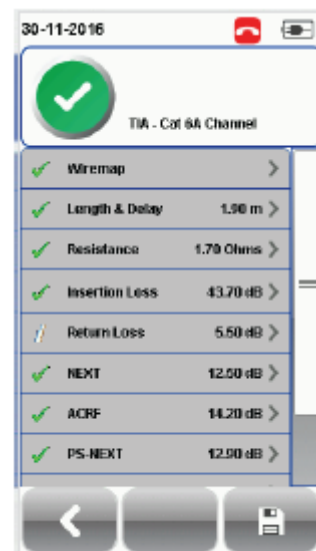 30-11-2016
TIA - Cat 6A Channel
Wiremap
Length & Delay 1.90 m
Resistance 1.70 Ohms
Insertion Loss 43.70 dB
Return Loss 5.50 dB
NEXT 12.50 dB
ACRF 14.20 dB
PS-NEXT 12.90 dB